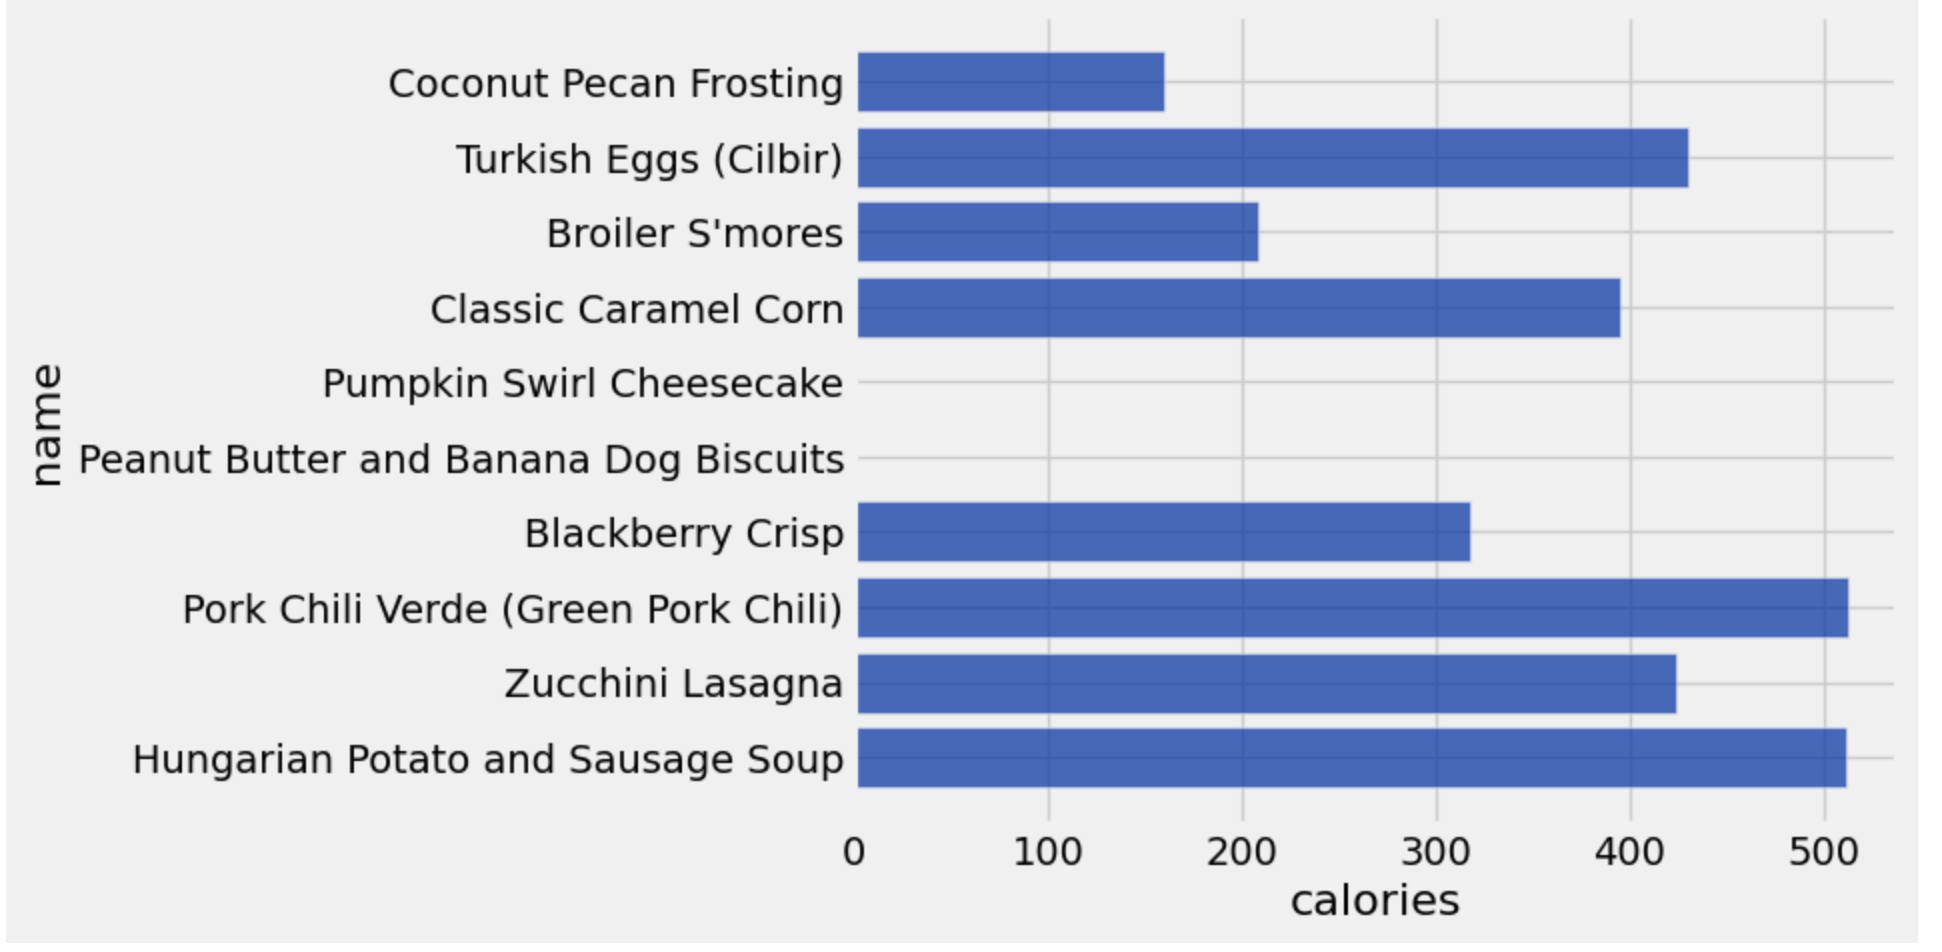 Coconut Pecan Frosting
Turkish Eggs (Cilbir)
Broiler S'mores
Classic Caramel Corn
Pumpkin Swirl Cheesecake
Peanut Butter and Banana Dog Biscuits
Blackberry Crisp
Pork Chili Verde (Green Pork Chili)
Zucchini Lasagna
Hungarian Potato and Sausage Soup
name
0 100 200 300 400 500
calories